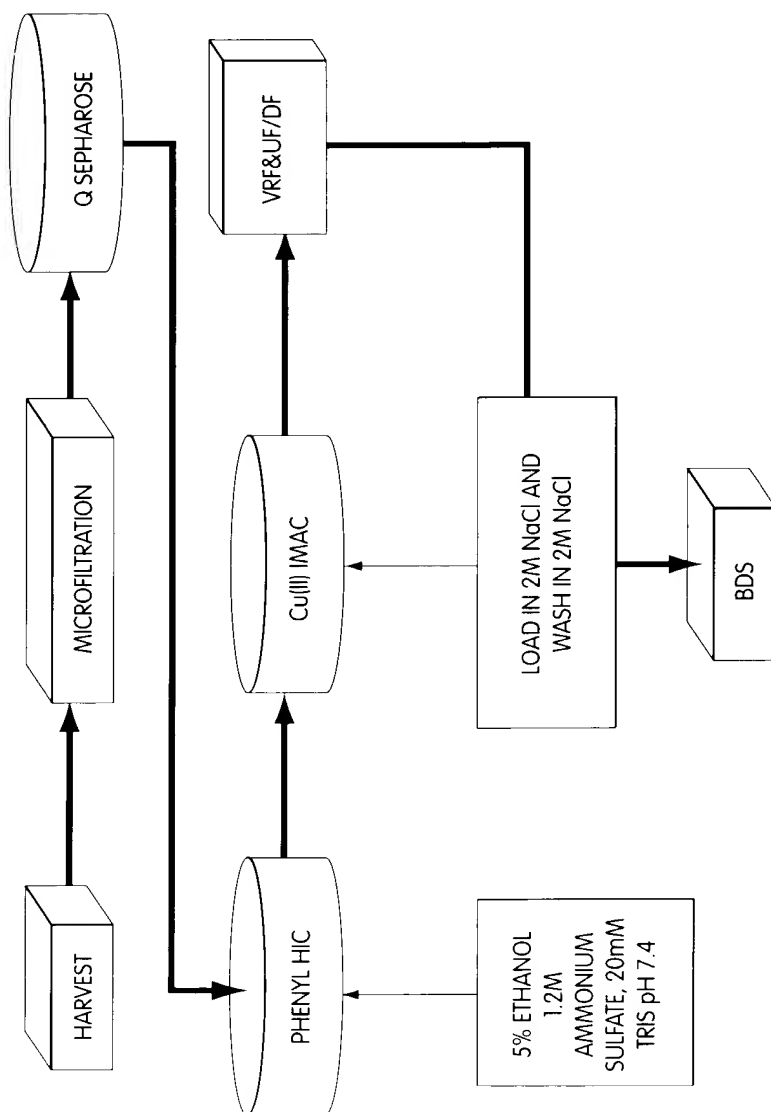 HARVEST
MICROFILTRATION
Q SEPHAROSE
PHENYL HIC
Cu(II) IMAC
VRF&UF/DF
5% ETHANOL
1.2M
AMMONIUM
SULFATE, 20mM
TRIS pH 7.4
LOAD IN 2M NaCl AND
WASH IN 2M NaCl
BDS